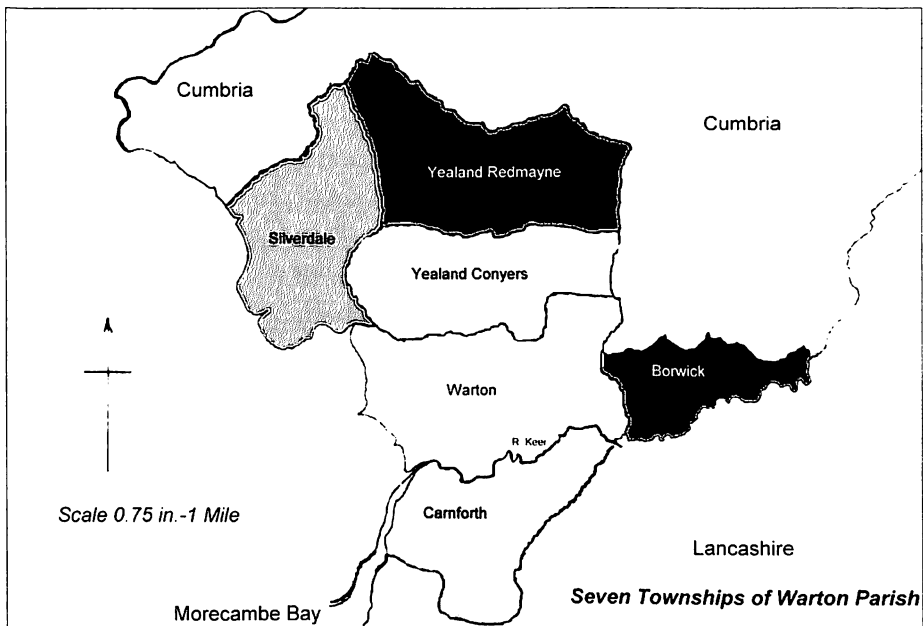 Cumbria
Cumbria
Yealand Redmayne
Silverdale
Yealand Conyers
Borwick
Warton
R. Keer
Scale 0.75 in.-1 Mile
Carnforth
Lancashire
Seven Townships of Warton Parish
Morecambe Bay